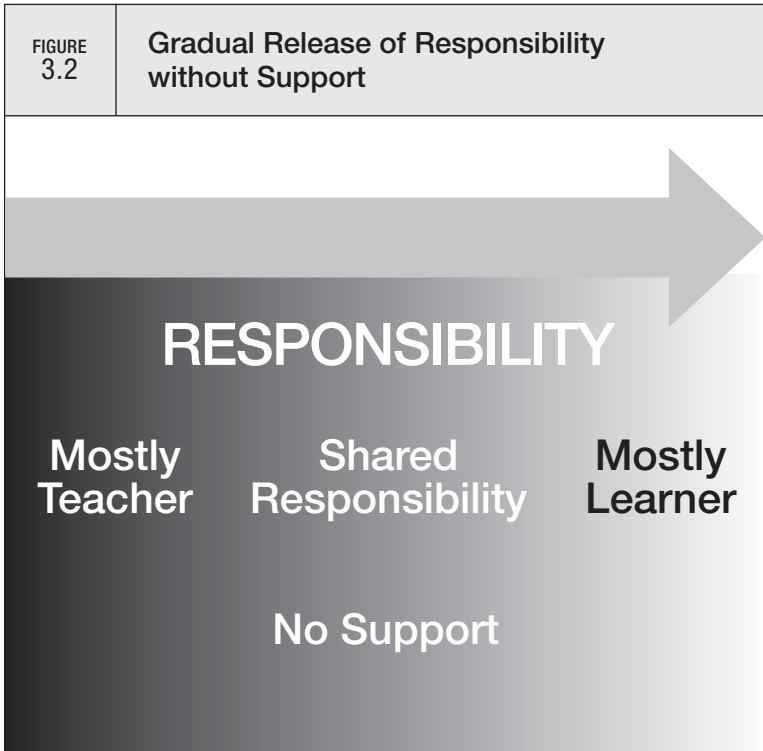 FIGURE
3.2
Gradual Release of Responsibility
without Support
RESPONSIBILITY
Mostly
Teacher
Shared
Responsibility
Mostly
Learner
No Support